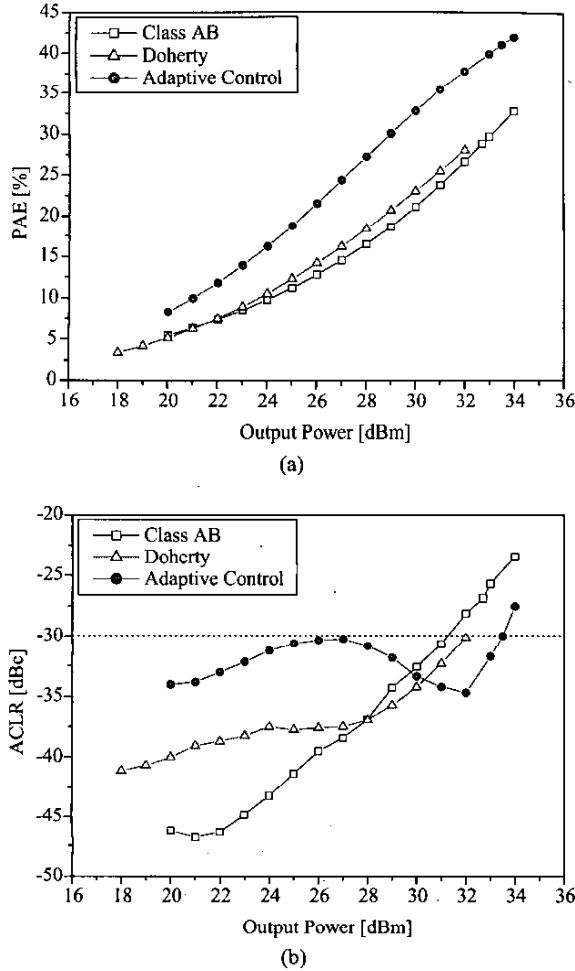 Class AB
Doherty
Adaptive Control
PAE [%]
45
40
35
30
25
20
15
10
5
0
16 18 20 22 24 26 28 30 32 34 36
Output Power [dBm]
(a)
Class AB
Doherty
Adaptive Control
ACLR [dBc]
-20
-25
-30
-35
-40
-45
-50
16 18 20 22 24 26 28 30 32 34 36
Output Power [dBm]
(b)